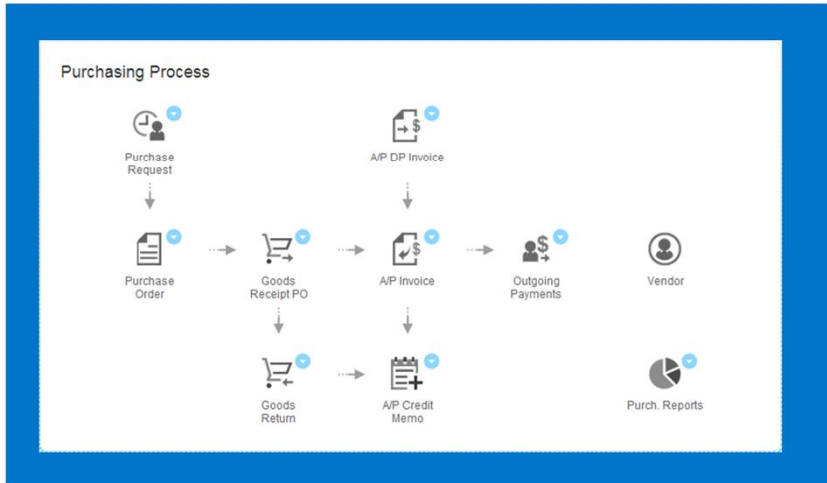 Purchasing Process
Purchase
Request
A/P DP Invoice
Purchase
Order
Goods
Receipt PO
A/P Invoice
Outgoing
Payments
Vendor
Goods
Return
A/P Credit
Memo
Purch. Reports